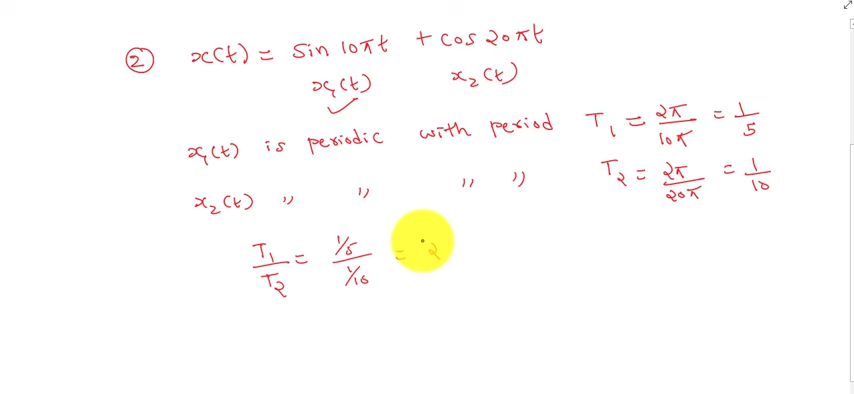 ② x(t) = sin 10πt + cos 20πt
x₁(t) x₂(t)
x₁(t) is periodic with period T₁ = 2π/10π = 1/5
x₂(t) " " " " T₂ = 2π/20π = 1/10
T₁/T₂ = (1/5)/(1/10) = 2